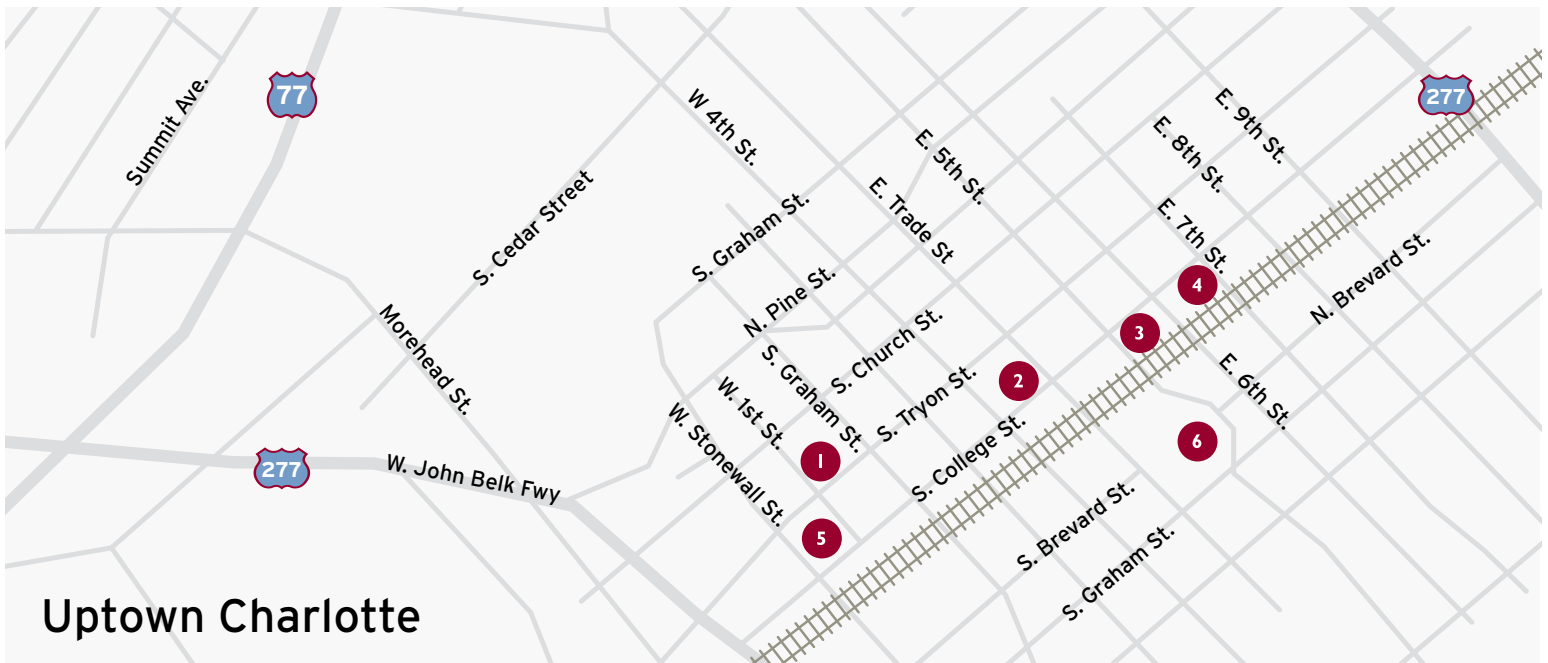 77
Summit Ave.
W 4th St.
E. 5th St.
E. 9th St.
E. 8th St.
277
S. Cedar Street
S. Graham St.
E. Trade St
E. 7th St.
N. Brevard St.
N. Pine St.
4
3
Morehead St.
S. Church St.
S. Graham St.
W. 1st St.
S. Tryon St.
2
E. 6th St.
W. Stonewall St.
S. College St.
1
6
277
W. John Belk Fwy
5
S. Brevard St.
S. Graham St.
Uptown Charlotte